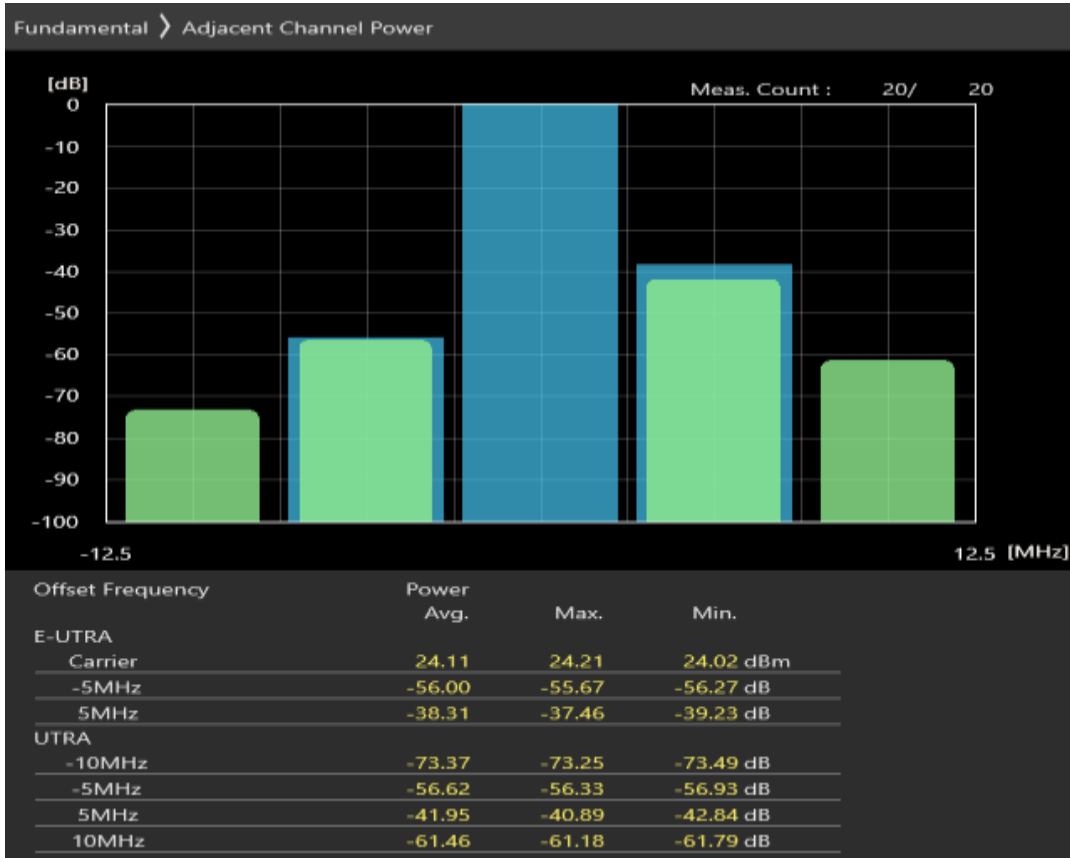 Fundamental 〉 Adjacent Channel Power
[dB]
Meas. Count : 20/ 20
0
-10
-20
-30
-40
-50
-60
-70
-80
-90
-100
-12.5 12.5 [MHz]
Offset Frequency Power
Avg. Max. Min.
E-UTRA
Carrier 24.11 24.21 24.02 dBm
-5MHz -56.00 -55.67 -56.27 dB
5MHz -38.31 -37.46 -39.23 dB
UTRA
-10MHz -73.37 -73.25 -73.49 dB
-5MHz -56.62 -56.33 -56.93 dB
5MHz -41.95 -40.89 -42.84 dB
10MHz -61.46 -61.18 -61.79 dB